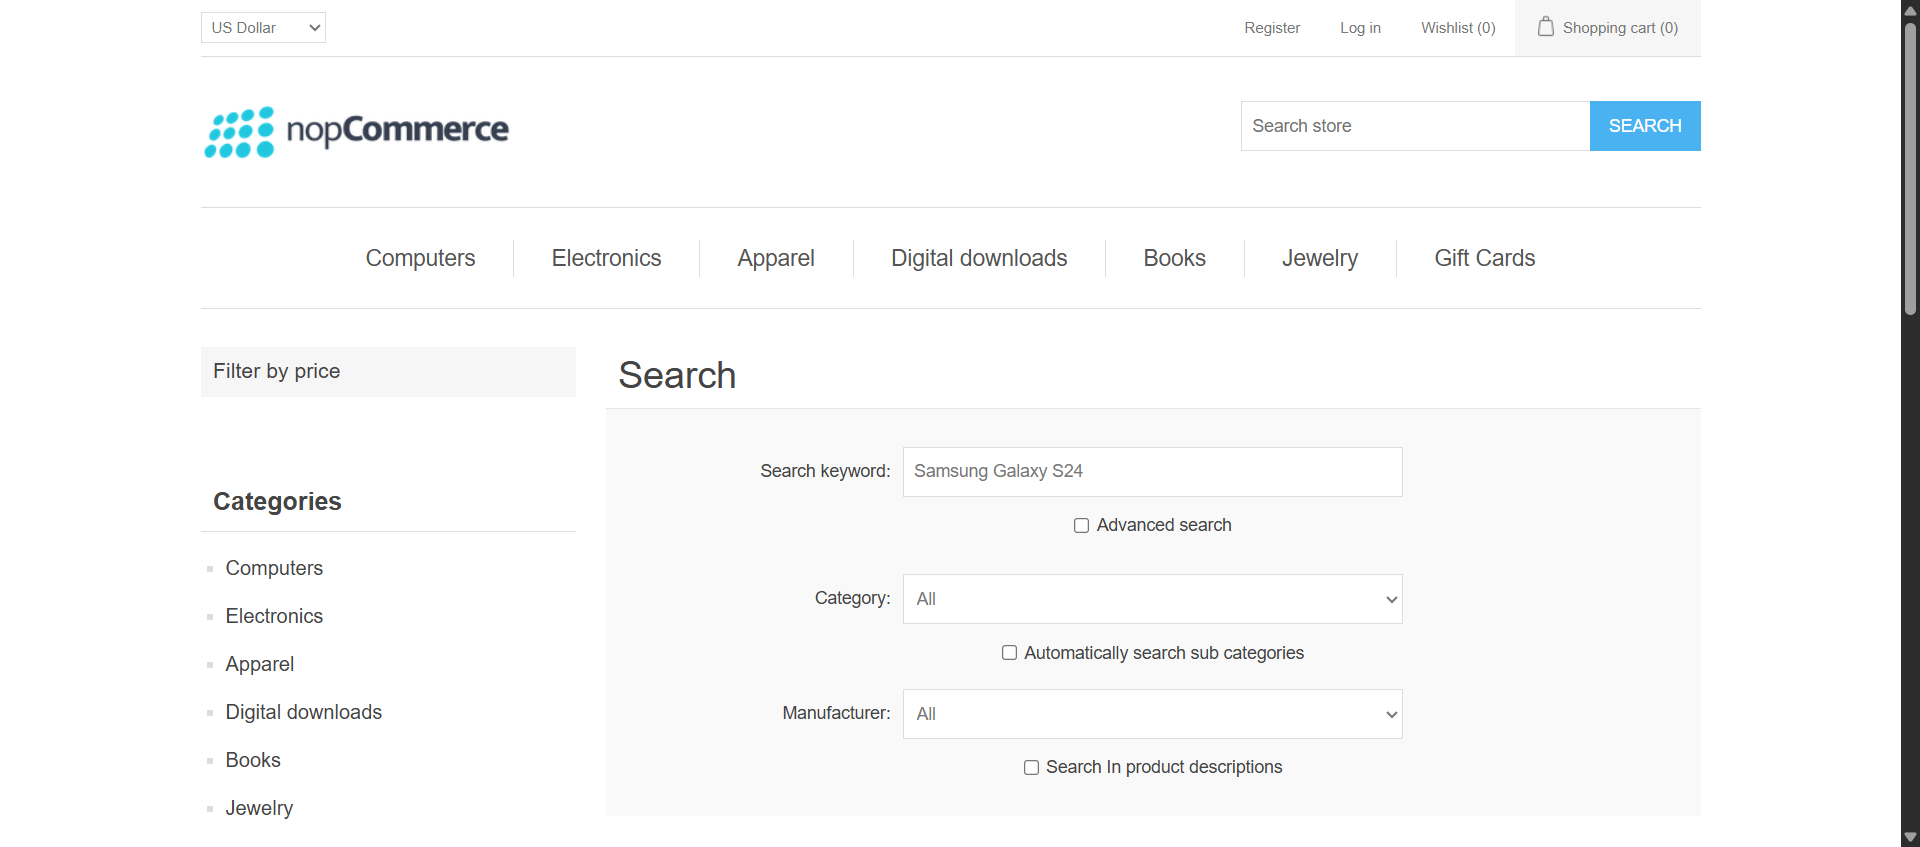 US Dollar
Register
Log in
Wishlist (0)
Shopping cart (0)
nopCommerce
Search store
SEARCH
Computers
Electronics
Apparel
Digital downloads
Books
Jewelry
Gift Cards
Filter by price
Categories
Computers
Electronics
Apparel
Digital downloads
Books
Jewelry
Search
Search keyword:
Samsung Galaxy S24
Advanced search
Category:
All
Automatically search sub categories
Manufacturer:
All
Search In product descriptions